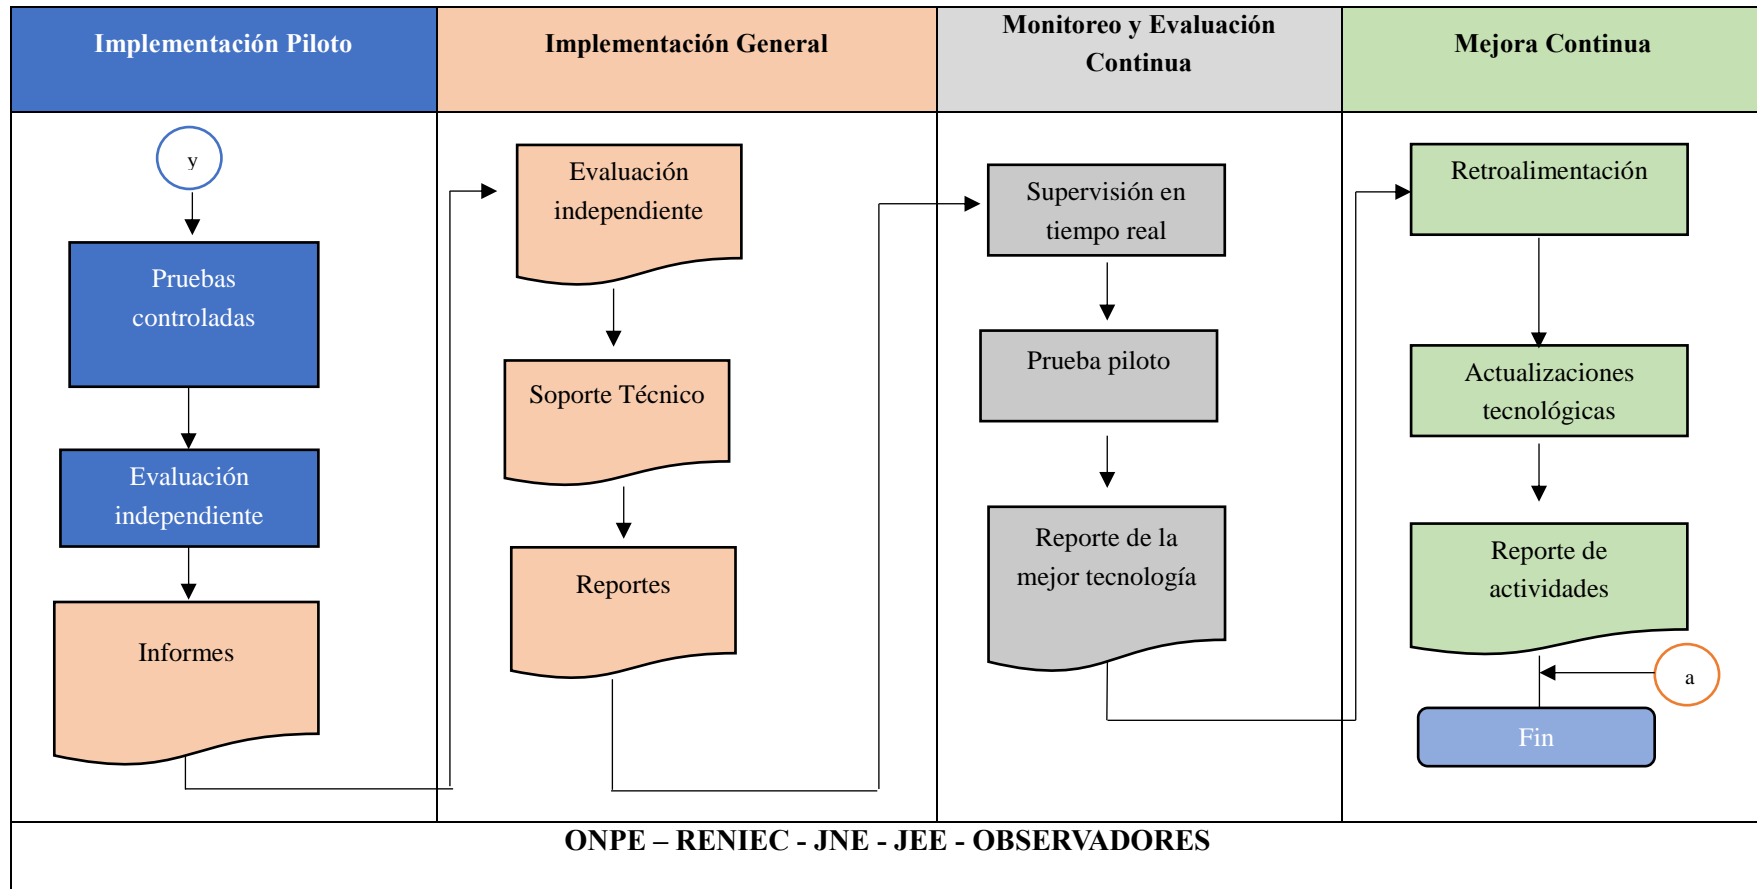 Implementación Piloto
Implementación General
Monitoreo y Evaluación
Continua
Mejora Continua
y
Pruebas
controladas
Evaluación
independiente
Informes
Evaluación
independiente
Soporte Técnico
Reportes
Supervisión en
tiempo real
Prueba piloto
Reporte de la
mejor tecnología
Retroalimentación
Actualizaciones
tecnológicas
Reporte de
actividades
a
Fin
ONPE – RENIEC - JNE - JEE - OBSERVADORES